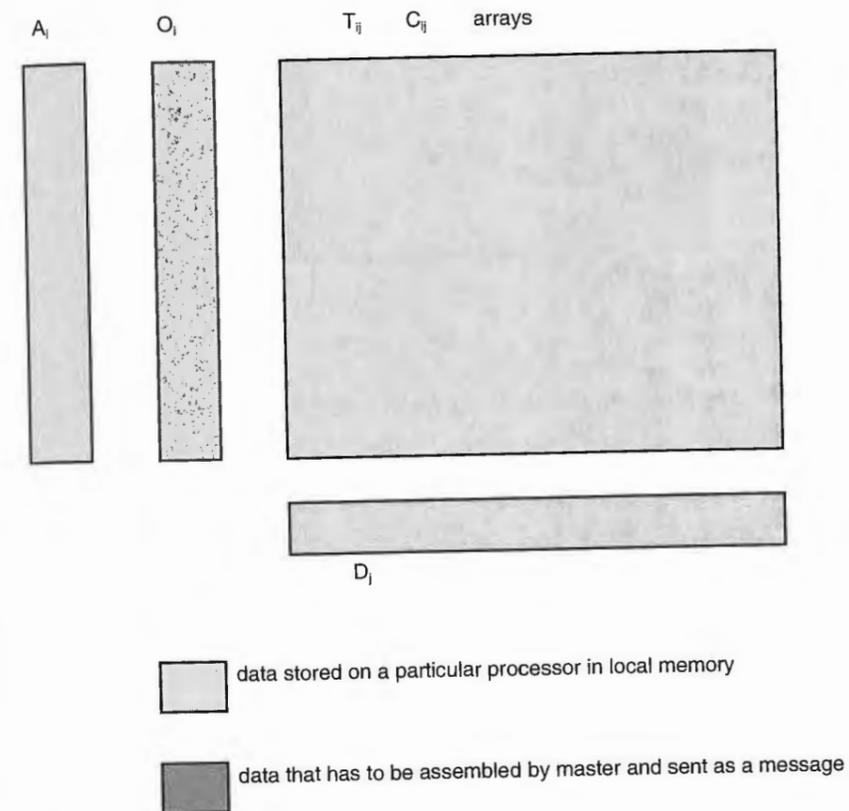 Ai Oi Tij Cij arrays
Dj
data stored on a particular processor in local memory
data that has to be assembled by master and sent as a message